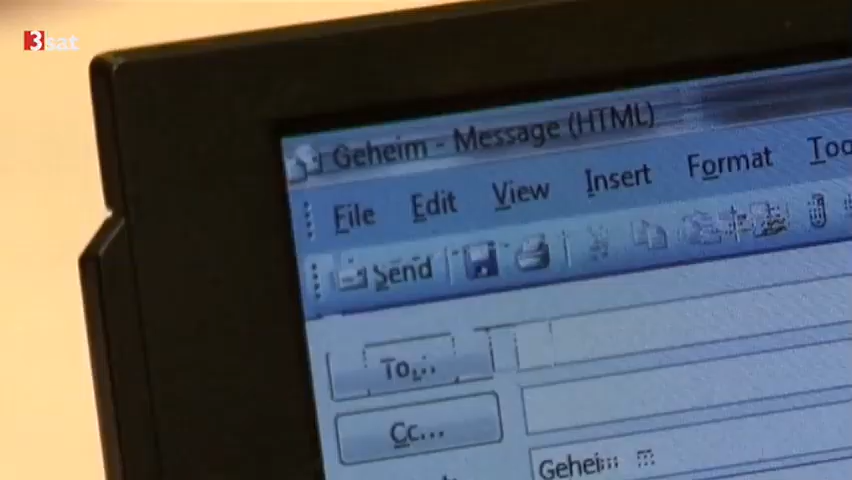 3sat
Geheim - Message (HTML)
File Edit View Insert Format
Send
To...
Cc...
Geheim